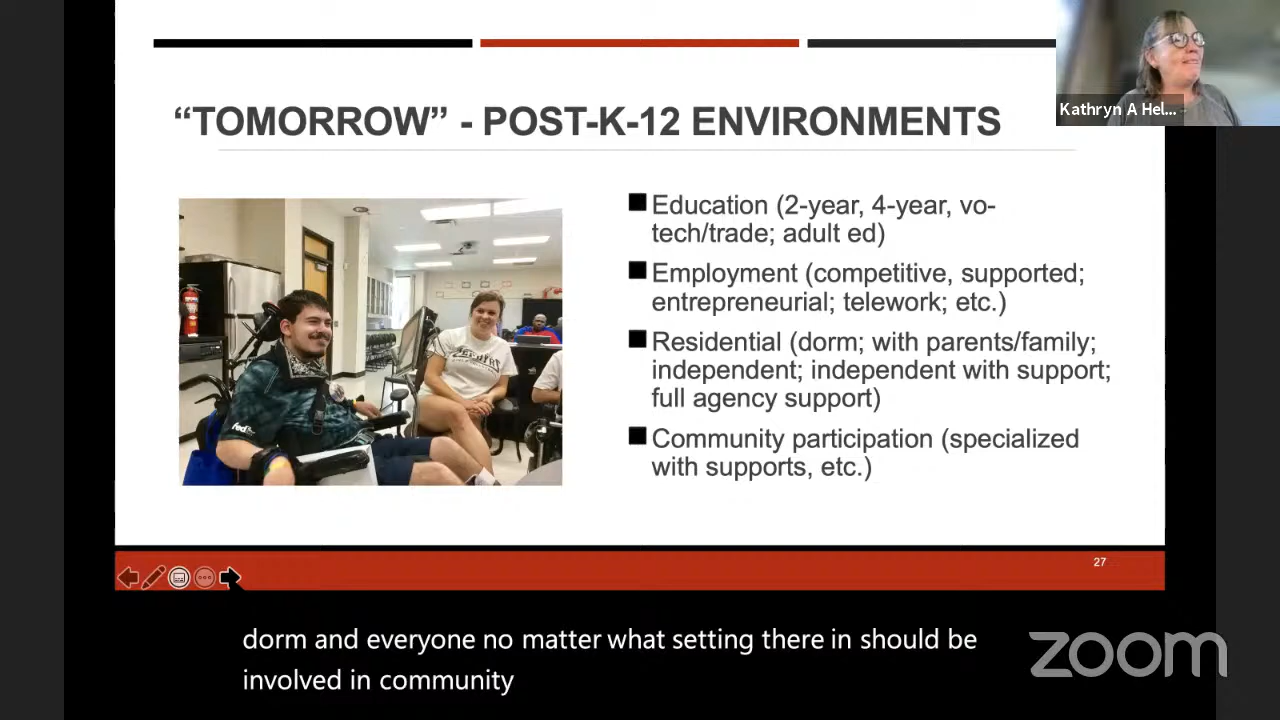 "TOMORROW" - POST-K-12 ENVIRONMENTS
Kathryn A Hel...
Education (2-year, 4-year, vo-
tech/trade; adult ed)
Employment (competitive, supported;
entrepreneurial; telework; etc.)
Residential (dorm; with parents/family;
independent; independent with support;
full agency support)
Community participation (specialized
with supports, etc.)
27
dorm and everyone no matter what setting there in should be
involved in community
zoom